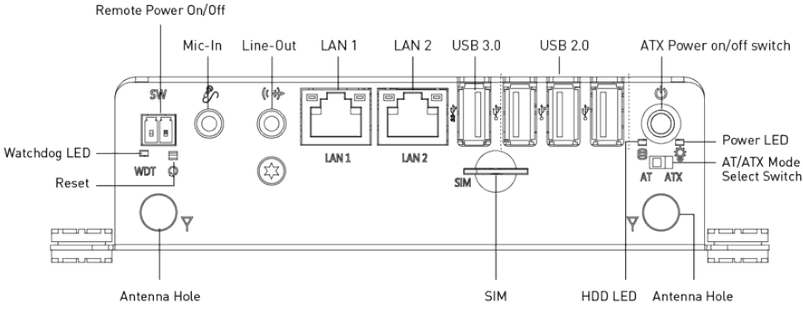 Remote Power On/Off
Mic-In
Line-Out
LAN 1
LAN 2
USB 3.0
USB 2.0
ATX Power on/off switch
SW
Watchdog LED
WDT
Reset
LAN 1
LAN 2
SIM
Power LED
AT/ATX Mode
Select Switch
AT
ATX
Antenna Hole
SIM
HDD LED
Antenna Hole